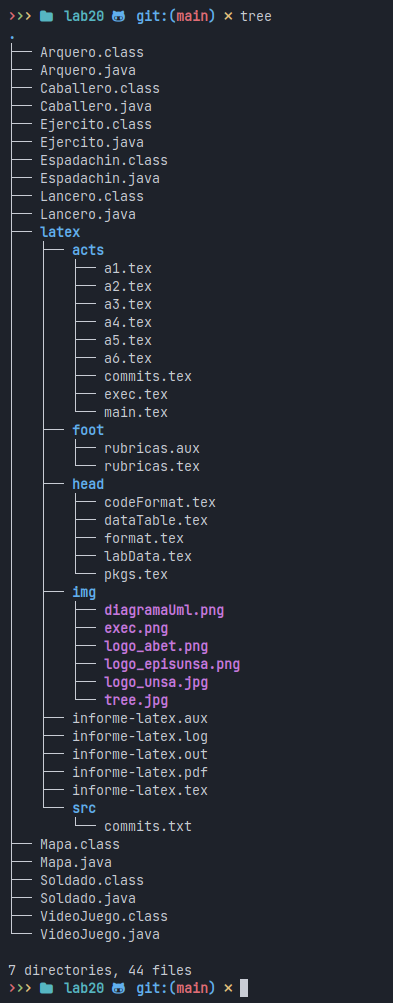 ❯❯❯ lab20 git:(main) × tree
.
├── Arquero.class
├── Arquero.java
├── Caballero.class
├── Caballero.java
├── Ejercito.class
├── Ejercito.java
├── Espadachin.class
├── Espadachin.java
├── Lancero.class
├── Lancero.java
├── latex
│   ├── acts
│   │   ├── a1.tex
│   │   ├── a2.tex
│   │   ├── a3.tex
│   │   ├── a4.tex
│   │   ├── a5.tex
│   │   ├── a6.tex
│   │   ├── commits.tex
│   │   ├── exec.tex
│   │   └── main.tex
│   ├── foot
│   │   ├── rubricas.aux
│   │   └── rubricas.tex
│   ├── head
│   │   ├── codeFormat.tex
│   │   ├── dataTable.tex
│   │   ├── format.tex
│   │   ├── labData.tex
│   │   └── pkgs.tex
│   ├── img
│   │   ├── diagramaUml.png
│   │   ├── exec.png
│   │   ├── logo_abet.png
│   │   ├── logo_episunsa.png
│   │   ├── logo_unsa.jpg
│   │   └── tree.jpg
│   ├── informe-latex.aux
│   ├── informe-latex.log
│   ├── informe-latex.out
│   ├── informe-latex.pdf
│   ├── informe-latex.tex
│   └── src
│       └── commits.txt
├── Mapa.class
├── Mapa.java
├── Soldado.class
├── Soldado.java
├── VideoJuego.class
└── VideoJuego.java
7 directories, 44 files
❯❯❯ lab20 git:(main) ×